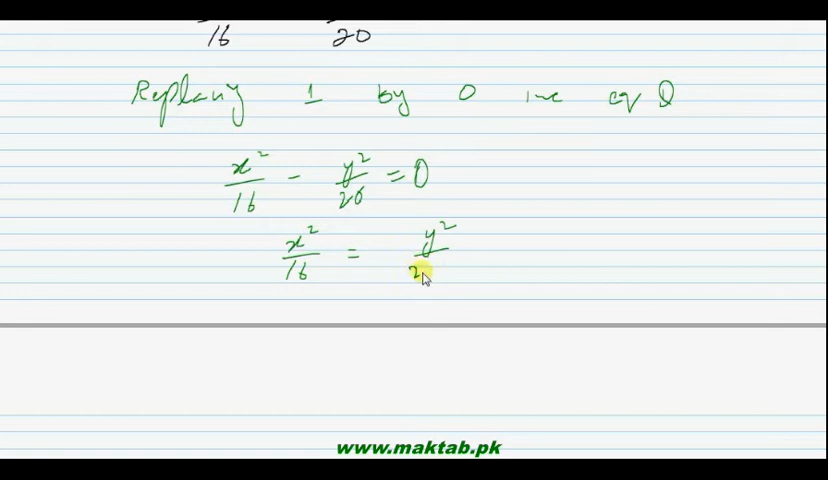 16 20
Replacing 1 by 0 in eq
x²/16 - y²/20 = 0
x²/16 = y²/2
www.maktab.pk